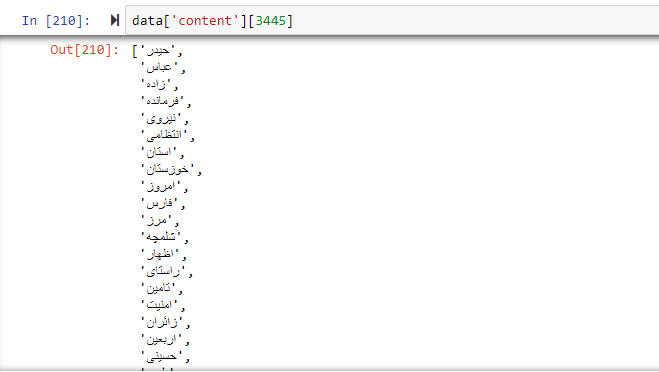 In [210]: data['content'][3445]
Out[210]: ['حیدر',
'عباس',
'زاده',
'فرمانده',
'نیروی',
'انتظامی',
'استان',
'خوزستان',
'امروز',
'فارس',
'مرز',
'شلمچه',
'اظهار',
'راستای',
'تامین',
'امنیت',
'زائران',
'اربعین',
'حسینی',